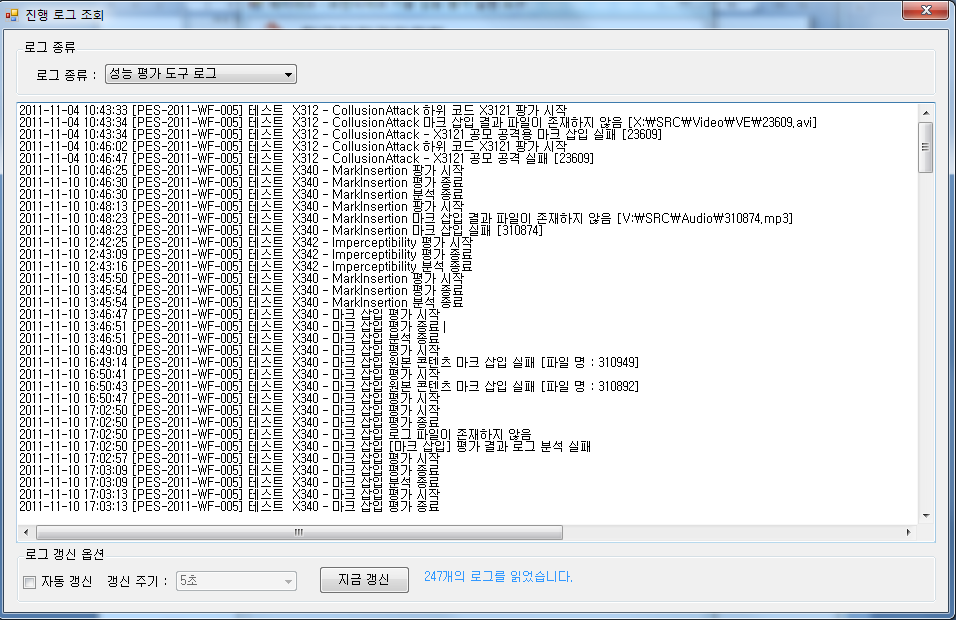 진행 로그 조회
로그 종류
로그 종류 : 성능 평가 도구 로그
2011-11-04 10:43:33 [PES-2011-WF-005] 테스트 X312 - CollusionAttack 하위 코드 X3121 평가 시작
2011-11-04 10:43:34 [PES-2011-WF-005] 테스트 X312 - CollusionAttack 마크 삽입 결과 파일이 존재하지 않음 [X:\SRC\Video\VE\23609.avi]
2011-11-04 10:43:34 [PES-2011-WF-005] 테스트 X312 - CollusionAttack - X3121 공모 공격용 마크 삽입 실패 [23609]
2011-11-04 10:46:02 [PES-2011-WF-005] 테스트 X312 - CollusionAttack 하위 코드 X3121 평가 시작
2011-11-04 10:46:47 [PES-2011-WF-005] 테스트 X312 - CollusionAttack - X3121 공모 공격 실패 [23609]
2011-11-10 10:46:25 [PES-2011-WF-005] 테스트 X340 - MarkInsertion 평가 시작
2011-11-10 10:46:30 [PES-2011-WF-005] 테스트 X340 - MarkInsertion 평가 종료
2011-11-10 10:46:30 [PES-2011-WF-005] 테스트 X340 - MarkInsertion 분석 종료
2011-11-10 10:48:13 [PES-2011-WF-005] 테스트 X340 - MarkInsertion 평가 시작
2011-11-10 10:48:23 [PES-2011-WF-005] 테스트 X340 - MarkInsertion 마크 삽입 결과 파일이 존재하지 않음 [V:\SRC\Audio\310874.mp3]
2011-11-10 10:48:23 [PES-2011-WF-005] 테스트 X340 - MarkInsertion 마크 삽입 실패 [310874]
2011-11-10 12:42:25 [PES-2011-WF-005] 테스트 X342 - Imperceptibility 평가 시작
2011-11-10 12:43:09 [PES-2011-WF-005] 테스트 X342 - Imperceptibility 평가 종료
2011-11-10 12:43:16 [PES-2011-WF-005] 테스트 X342 - Imperceptibility 분석 종료
2011-11-10 13:45:50 [PES-2011-WF-005] 테스트 X340 - MarkInsertion 평가 시작
2011-11-10 13:45:54 [PES-2011-WF-005] 테스트 X340 - MarkInsertion 평가 종료
2011-11-10 13:45:54 [PES-2011-WF-005] 테스트 X340 - MarkInsertion 분석 종료
2011-11-10 13:46:47 [PES-2011-WF-005] 테스트 X340 - 마크 삽입 평가 시작
2011-11-10 13:46:51 [PES-2011-WF-005] 테스트 X340 - 마크 삽입 평가 종료
2011-11-10 13:46:51 [PES-2011-WF-005] 테스트 X340 - 마크 삽입 분석 종료
2011-11-10 16:49:09 [PES-2011-WF-005] 테스트 X340 - 마크 삽입 평가 시작
2011-11-10 16:49:14 [PES-2011-WF-005] 테스트 X340 - 마크 삽입 원본 콘텐츠 마크 삽입 실패 [파일 명 : 310949]
2011-11-10 16:50:41 [PES-2011-WF-005] 테스트 X340 - 마크 삽입 평가 시작
2011-11-10 16:50:43 [PES-2011-WF-005] 테스트 X340 - 마크 삽입 원본 콘텐츠 마크 삽입 실패 [파일 명 : 310892]
2011-11-10 16:50:47 [PES-2011-WF-005] 테스트 X340 - 마크 삽입 평가 시작
2011-11-10 17:02:50 [PES-2011-WF-005] 테스트 X340 - 마크 삽입 평가 시작
2011-11-10 17:02:50 [PES-2011-WF-005] 테스트 X340 - 마크 삽입 평가 종료
2011-11-10 17:02:50 [PES-2011-WF-005] 테스트 X340 - 마크 삽입 로그 파일이 존재하지 않음
2011-11-10 17:02:50 [PES-2011-WF-005] 테스트 X340 - 마크 삽입 [마크 삽입] 평가 결과 로그 분석 실패
2011-11-10 17:02:57 [PES-2011-WF-005] 테스트 X340 - 마크 삽입 평가 시작
2011-11-10 17:03:09 [PES-2011-WF-005] 테스트 X340 - 마크 삽입 평가 종료
2011-11-10 17:03:09 [PES-2011-WF-005] 테스트 X340 - 마크 삽입 분석 종료
2011-11-10 17:03:13 [PES-2011-WF-005] 테스트 X340 - 마크 삽입 평가 시작
2011-11-10 17:03:13 [PES-2011-WF-005] 테스트 X340 - 마크 삽입 평가 종료
로그 갱신 옵션
자동 갱신 갱신 주기 : 5초 지금 갱신 247개의 로그를 읽었습니다.